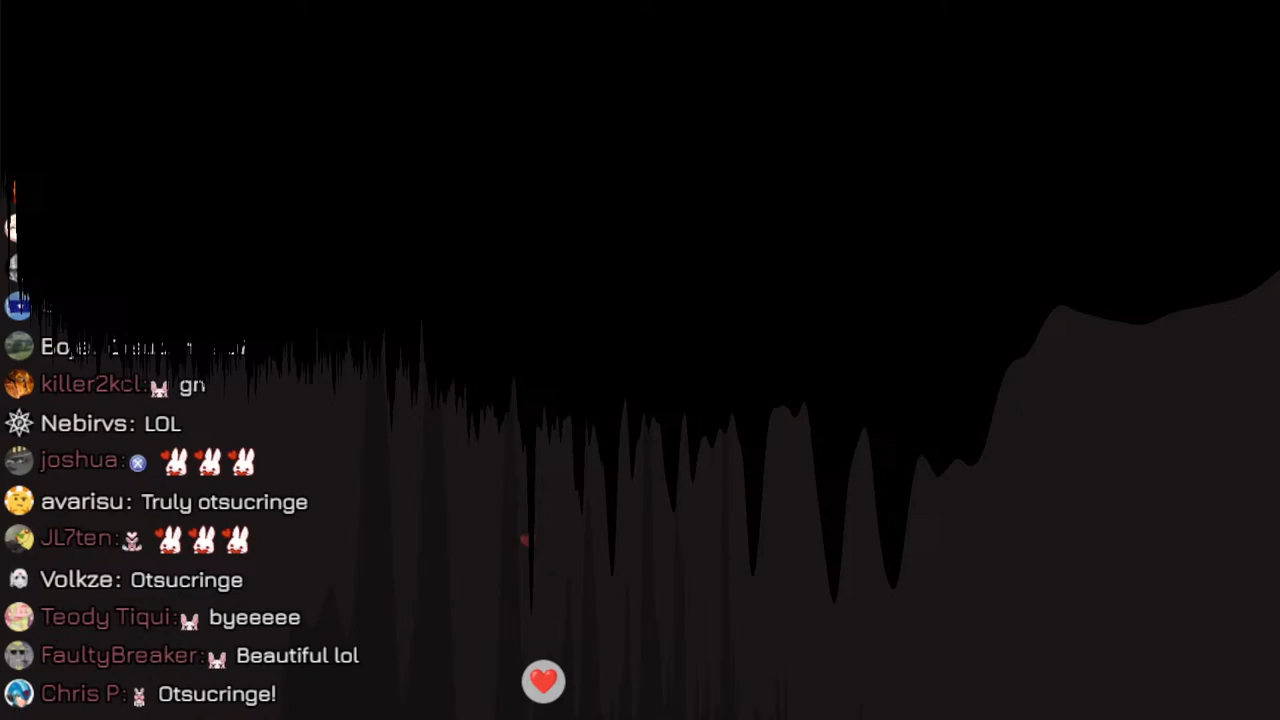 killer2kcl: gn
Nebirvs: LOL
joshua:
avarisu: Truly otsucringe
JL7ten:
Volkze: Otsucringe
Teody Tiqui: byeeeee
FaultyBreaker: Beautiful lol
Chris P: Otsucringe!